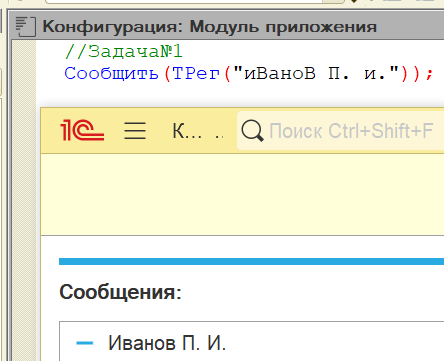 Конфигурация: Модуль приложения
//Задача№1
Сообщить(ТРег("иВаноВ П. и."));
1С К... .. Поиск Ctrl+Shift+F
Сообщения:
– Иванов П. И.